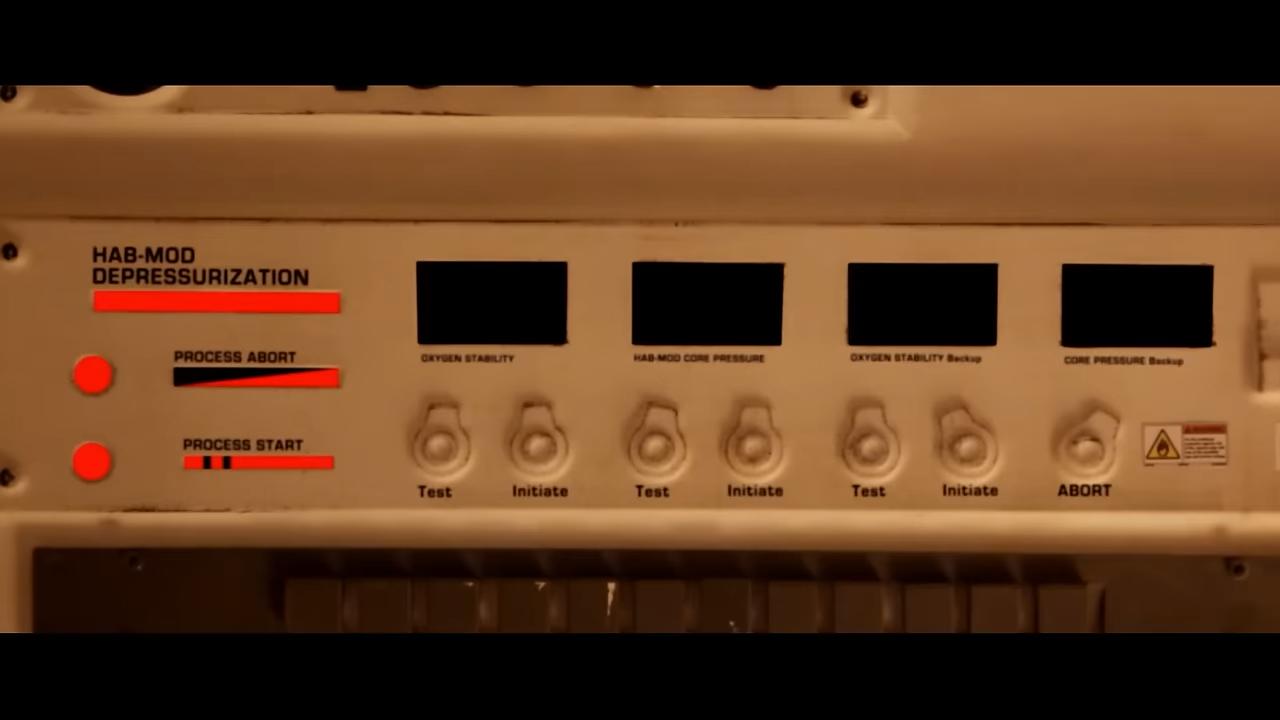 HAB-MOD
DEPRESSURIZATION
PROCESS ABORT
PROCESS START
OXYGEN STABILITY
HAB-MOD CORE PRESSURE
OXYGEN STABILITY Backup
CORE PRESSURE Backup
Test
Initiate
Test
Initiate
Test
Initiate
ABORT